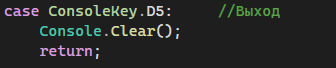 case ConsoleKey.D5:     //Выход
    Console.Clear();
    return;